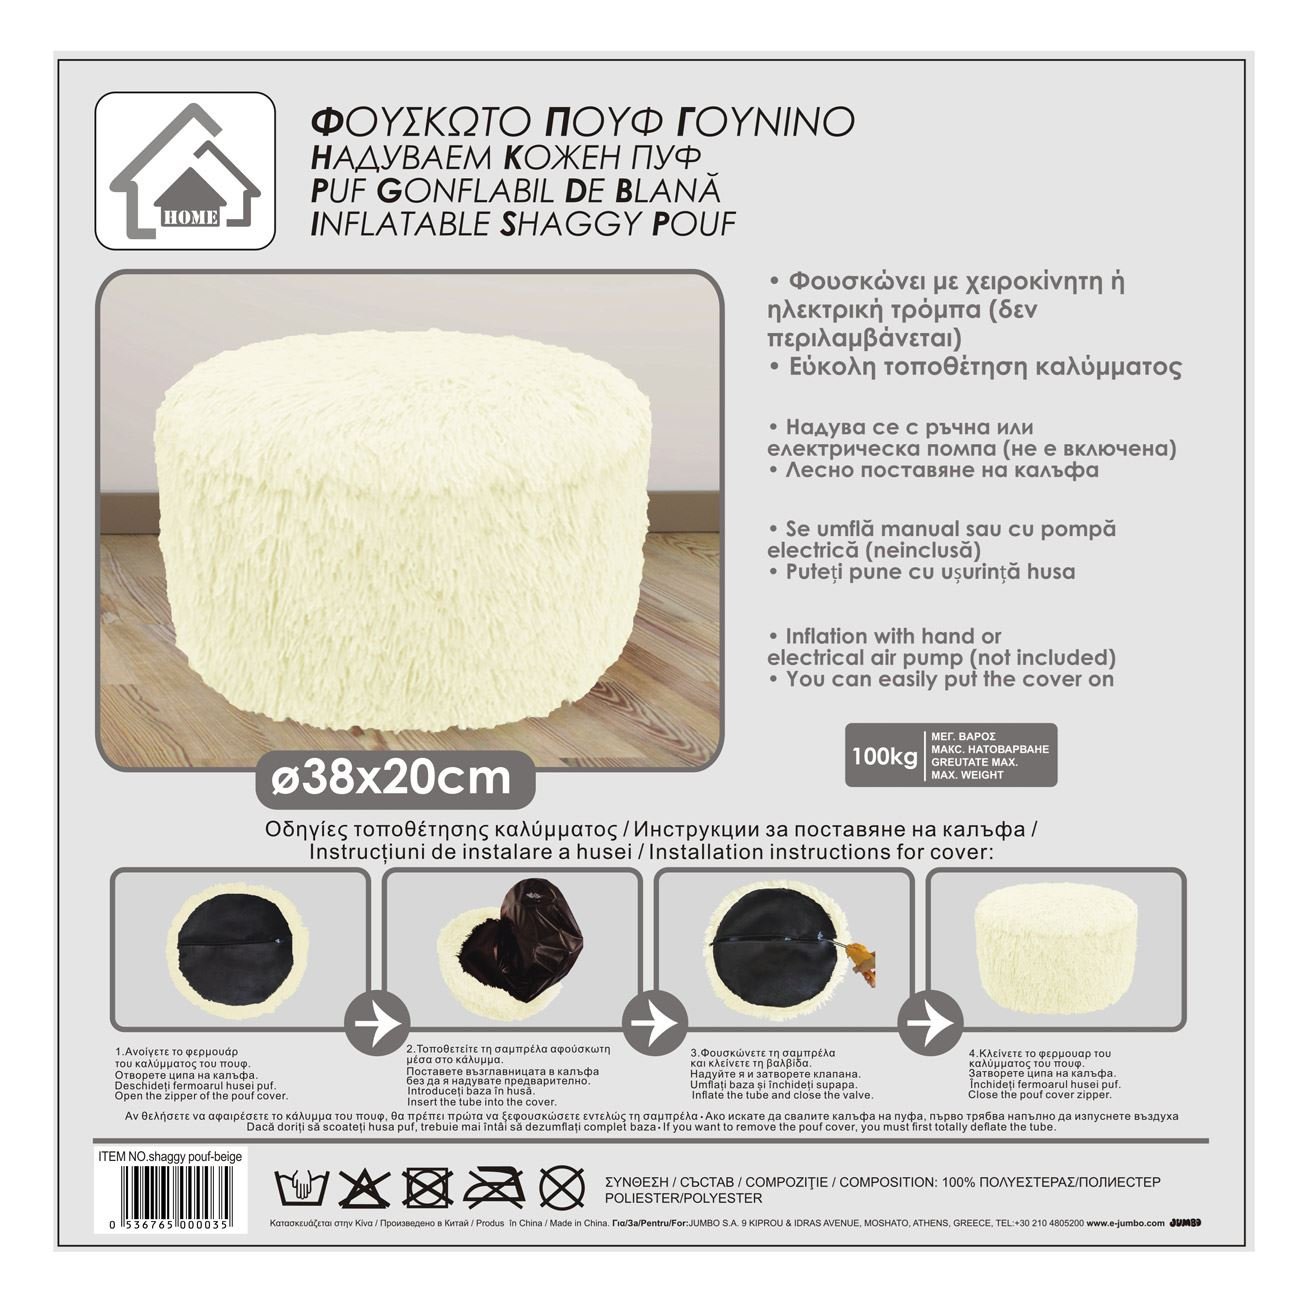 HOME
ΦΟΥΣΚΩΤΟ ΠΟΥΦ ΓΟΥΝΙΝΟ
НАДУВАЕМ КОЖЕН ПУФ
PUF GONFLABIL DE BLANĂ
INFLATABLE SHAGGY POUF
• Φουσκώνει με χειροκίνητη ή
ηλεκτρική τρόμπα (δεν
περιλαμβάνεται)
• Εύκολη τοποθέτηση καλύμματος
• Надува се с ръчна или
електрическа помпа (не е включена)
• Лесно поставяне на калъфа
• Se umflă manual sau cu pompă
electrică (neinclusă)
• Puteți pune cu ușurință husa
• Inflation with hand or
electrical air pump (not included)
• You can easily put the cover on
100kg
ΜΕΓ. ΒΑΡΟΣ
МАКС. НАТОВАРВАНЕ
GREUTATE MAX.
MAX. WEIGHT
ø38x20cm
Οδηγίες τοποθέτησης καλύμματος / Инструкции за поставяне на калъфа /
Instrucțiuni de instalare a husei / Installation instructions for cover:
1.Ανοίγετε το φερμουάρ
του καλύμματος του πουφ.
Отворете ципа на калъфа.
Deschideți fermoarul husei puf.
Open the zipper of the pouf cover.
2.Τοποθετείτε τη σαμπρέλα αφούσκωτη
μέσα στο κάλυμμα.
Поставете възглавницата в калъфа
без да я надувате предварително.
Introduceți baza în husă.
Insert the tube into the cover.
3.Φουσκώνετε τη σαμπρέλα
και κλείνετε τη βαλβίδα.
Надуйте я и затворете клапана.
Umflați baza și închideți supapa.
Inflate the tube and close the valve.
4.Κλείνετε το φερμουαρ του
καλύμματος του πουφ.
Затворете ципа на калъфа.
Închideți fermoarul husei puf.
Close the pouf cover zipper.
Αν θελήσετε να αφαιρέσετε το κάλυμμα του πουφ, θα πρέπει πρώτα να ξεφουσκώσετε εντελώς τη σαμπρέλα • Ако искате да свалите калъфа на пуфа, първо трябва напълно да изпуснете въздуха
Dacă doriți să scoateți husa puf, trebuie mai întâi să dezumflați complet baza • If you want to remove the pouf cover, you must first totally deflate the tube.
ITEM NO.shaggy pouf-beige
0 536765 000035
ΣΥΝΘΕΣΗ / СЪСТАВ / COMPOZIŢIE / COMPOSITION: 100% ΠΟΛΥΕΣΤΕΡΑΣ/ПОЛИЕСТЕР
POLIESTER/POLYESTER
Κατασκευάζεται στην Κίνα / Произведено в Китай / Produs în China / Made in China. Για/За/Pentru/For:JUMBO S.A. 9 KIPROU & IDRAS AVENUE, MOSHATO, ATHENS, GREECE, TEL:+30 210 4805200 www.e-jumbo.com JUMBO